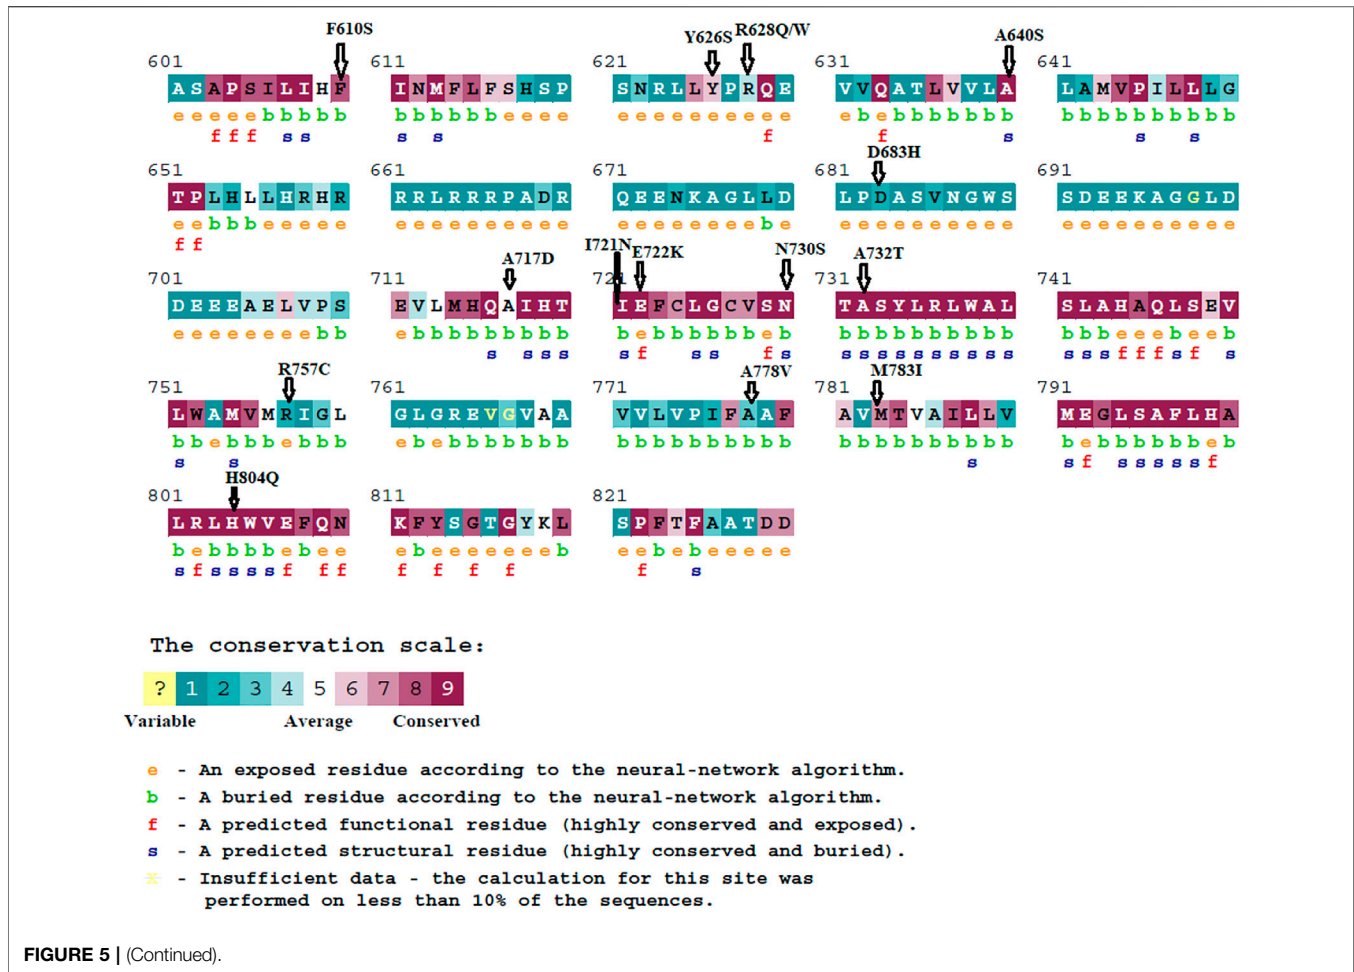 F610S Y626S R628Q/W A640S
601 611 621 631 641
ASAPSILIHF INMFLFSHSP SNRLLYPRQE VVQATLVVLA LAMVPILLLG
eeeeebbbbb bbbbbbeeee eeeeeeeeee ebebbbbbbb bbbbbbbbbb
fff ss s s f f s s s
D683H
651 661 671 681 691
TPLHLLHRHR RRLRRRPADR QEENKAGLLD LPDASVNGWS SDEEKAGGLD
eebbbeeeee eeeeeeeeee eeeeeeeebe eeeeeeeeee eeeeeeeeee
ff
A717D I721N E722K N730S A732T
701 711 721 731 741
DEEEAELVPS EVLMHQAIHT IEFCLGCVSN TASYLRLWAL SLAHAQLSEV
eeeeeeeebb ebbbbbbbbb bebbbbbbeb bbbbbbbbbb bbbeeebeeb
s sss sf ss fs ssssssssss sssfffsf s
R757C A778V M783I
751 761 771 781 791
LWAMVMRIGL GLGREVGVAA VVLVPIFAAF AVMTVAILLV MEGLSAFLHA
bbebbbebbb ebebbbbbbb bbbbbbbbbb bbbbbbbbbb bebbbbbbeb
s s s sf sssssf
H804Q
801 811 821
LRLHWVEFQN KFYSGTGYKL SPFTFAATDD
bebbbbebee ebeeeeeeeb eebebeeeee
sfssssf ff f f f f f s
The conservation scale:
? 1 2 3 4 5 6 7 8 9
Variable Average Conserved
e - An exposed residue according to the neural-network algorithm.
b - A buried residue according to the neural-network algorithm.
f - A predicted functional residue (highly conserved and exposed).
s - A predicted structural residue (highly conserved and buried).
* - Insufficient data - the calculation for this site was
performed on less than 10% of the sequences.
FIGURE 5 | (Continued).